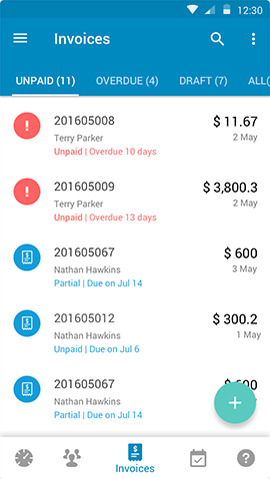 12:30
Invoices
UNPAID (11) OVERDUE (4) DRAFT (7) ALL(
201605008 $ 11.67
Terry Parker 2 May
Unpaid | Overdue 10 days
201605009 $ 3,800.3
Terry Parker 2 May
Unpaid | Overdue 13 days
201605067 $ 600
Nathan Hawkins 3 May
Partial | Due on Jul 14
201605012 $ 300.2
Nathan Hawkins 1 May
Unpaid | Due on Jul 6
201605067 $ 600
Nathan Hawkins
Partial | Due on Jul 14
Invoices